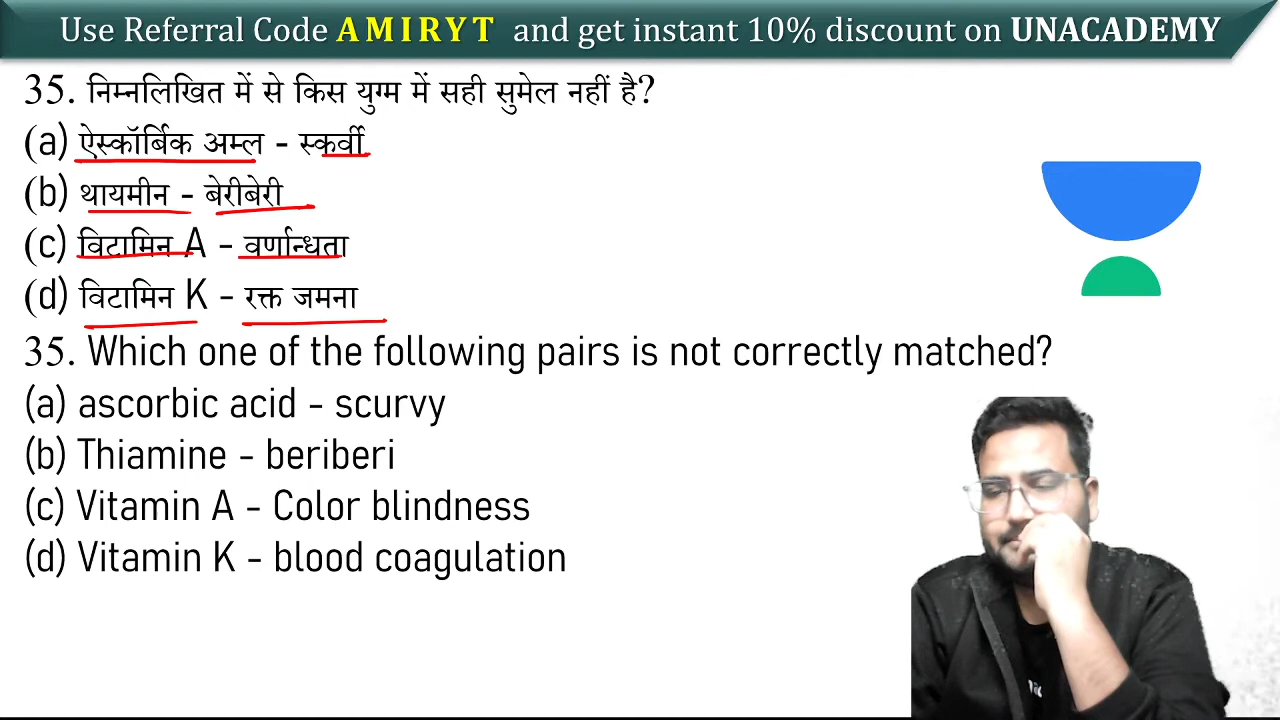 Use Referral Code AMIRYT and get instant 10% discount on UNACADEMY
35. निम्नलिखित में से किस युग्म में सही सुमेल नहीं है?
(a) ऐस्कॉर्बिक अम्ल - स्कर्वी
(b) थायमीन - बेरीबेरी
(c) विटामिन A - वर्णान्धता
(d) विटामिन K - रक्त जमना
35. Which one of the following pairs is not correctly matched?
(a) ascorbic acid - scurvy
(b) Thiamine - beriberi
(c) Vitamin A - Color blindness
(d) Vitamin K - blood coagulation